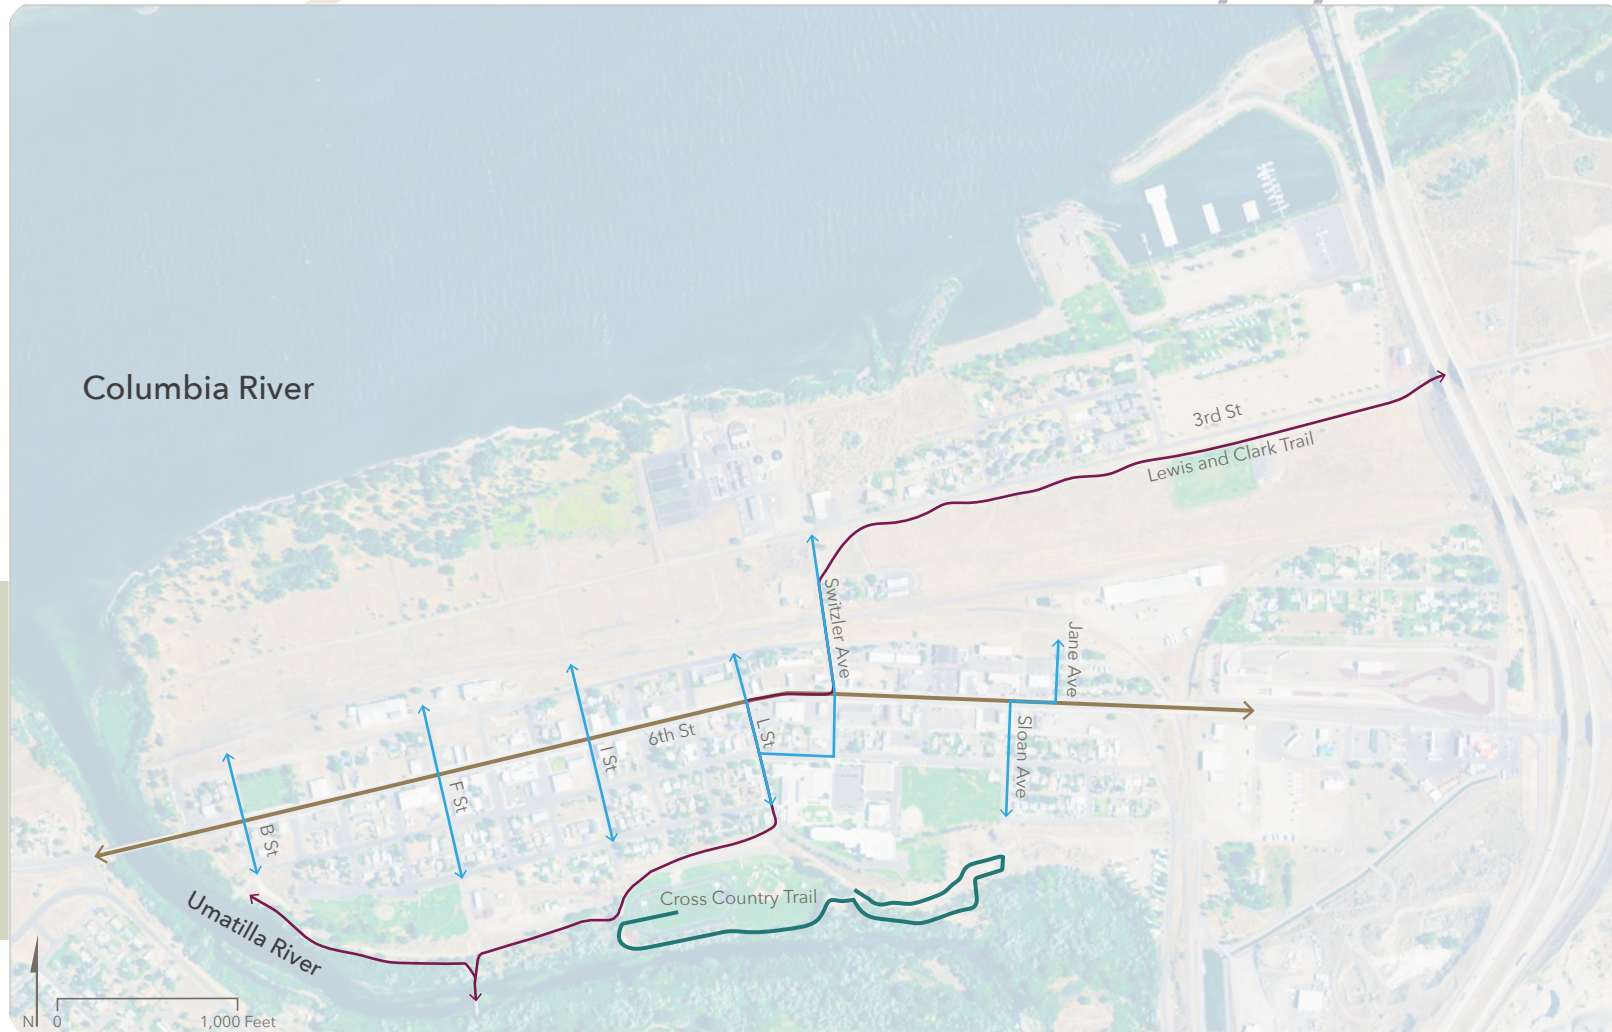 Columbia River
3rd St
Lewis and Clark Trail
Switzler Ave
Jane Ave
6th St
L St
I St
Sloan Ave
F St
B St
Cross Country Trail
Umatilla River
N
0
1,000 Feet